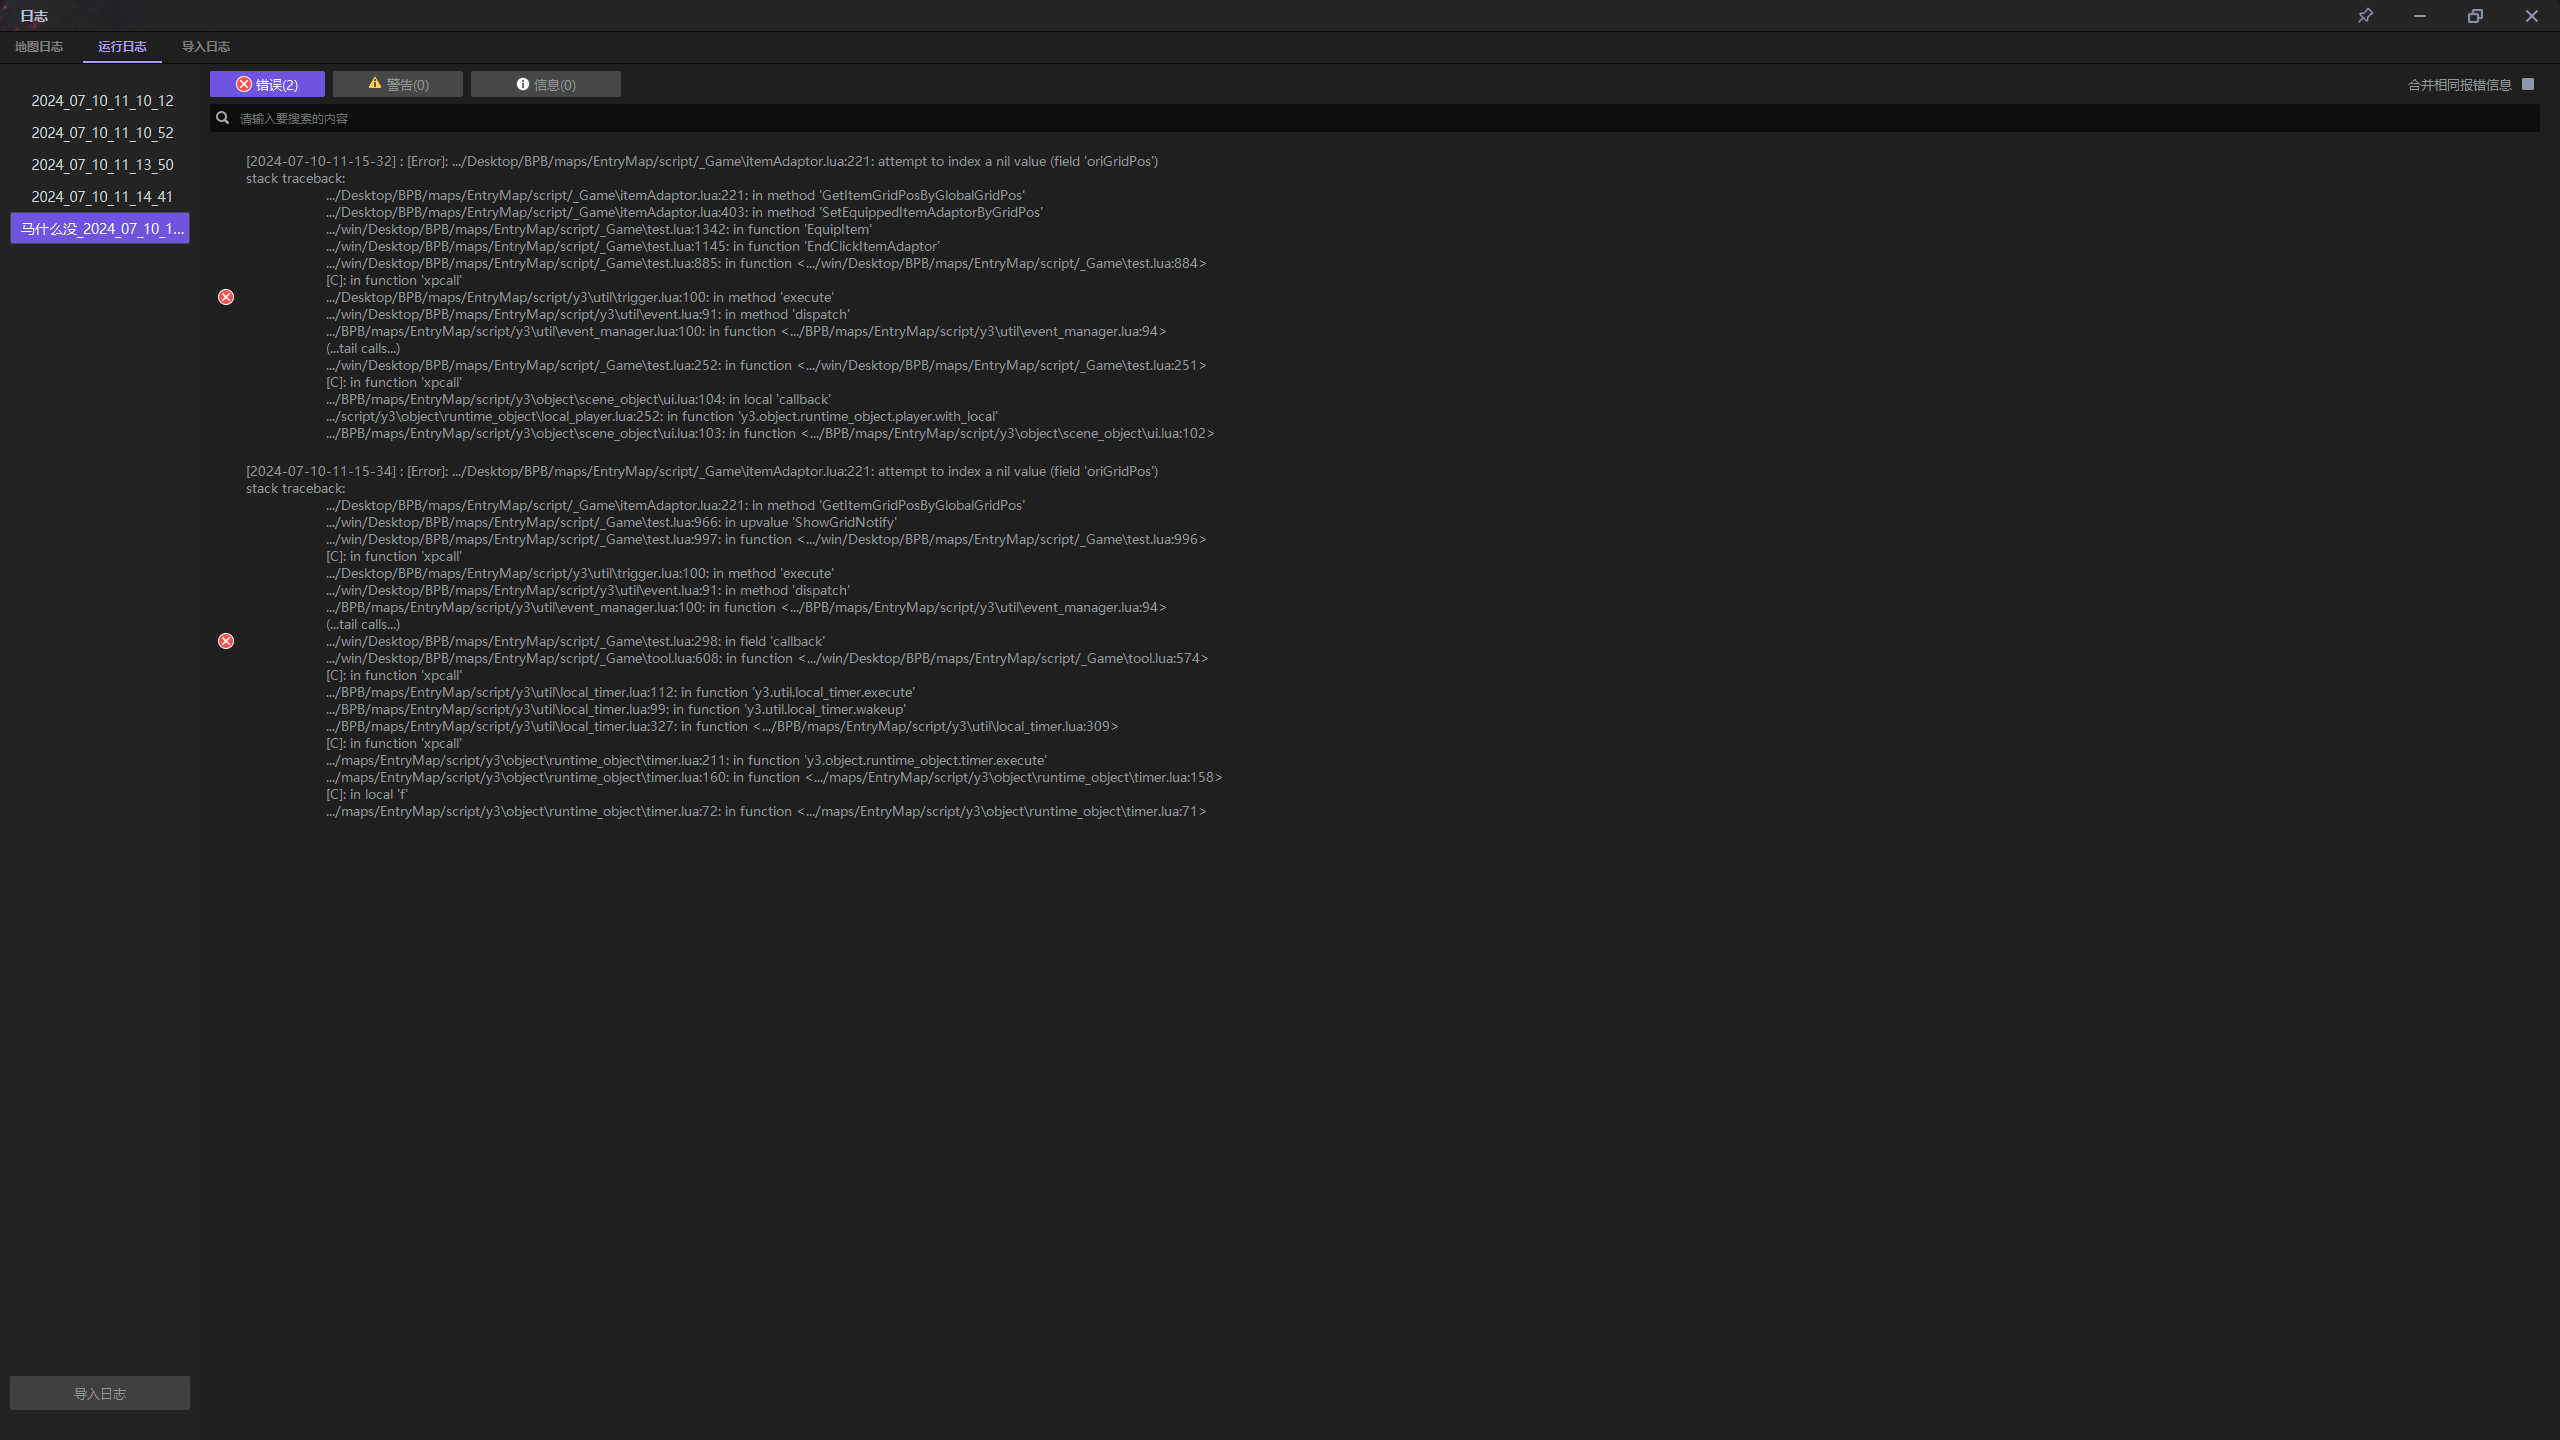 日志
地图日志
运行日志
导入日志
2024_07_10_11_10_12
2024_07_10_11_10_52
2024_07_10_11_13_50
2024_07_10_11_14_41
马什么没_2024_07_10_1...
导入日志
错误(2)
警告(0)
信息(0)
合并相同报错信息
请输入要搜索的内容
[2024-07-10-11-15-32] : [Error]: .../Desktop/BPB/maps/EntryMap/script/_Game\itemAdaptor.lua:221: attempt to index a nil value (field 'oriGridPos')
stack traceback:
.../Desktop/BPB/maps/EntryMap/script/_Game\itemAdaptor.lua:221: in method 'GetItemGridPosByGlobalGridPos'
.../Desktop/BPB/maps/EntryMap/script/_Game\itemAdaptor.lua:403: in method 'SetEquippedItemAdaptorByGridPos'
.../win/Desktop/BPB/maps/EntryMap/script/_Game\test.lua:1342: in function 'EquipItem'
.../win/Desktop/BPB/maps/EntryMap/script/_Game\test.lua:1145: in function 'EndClickItemAdaptor'
.../win/Desktop/BPB/maps/EntryMap/script/_Game\test.lua:885: in function <.../win/Desktop/BPB/maps/EntryMap/script/_Game\test.lua:884>
[C]: in function 'xpcall'
.../Desktop/BPB/maps/EntryMap/script/y3\util\trigger.lua:100: in method 'execute'
.../win/Desktop/BPB/maps/EntryMap/script/y3\util\event.lua:91: in method 'dispatch'
.../BPB/maps/EntryMap/script/y3\util\event_manager.lua:100: in function <.../BPB/maps/EntryMap/script/y3\util\event_manager.lua:94>
(...tail calls...)
.../win/Desktop/BPB/maps/EntryMap/script/_Game\test.lua:252: in function <.../win/Desktop/BPB/maps/EntryMap/script/_Game\test.lua:251>
[C]: in function 'xpcall'
.../BPB/maps/EntryMap/script/y3\object\scene_object\ui.lua:104: in local 'callback'
.../script/y3\object\runtime_object\local_player.lua:252: in function 'y3.object.runtime_object.player.with_local'
.../BPB/maps/EntryMap/script/y3\object\scene_object\ui.lua:103: in function <.../BPB/maps/EntryMap/script/y3\object\scene_object\ui.lua:102>
[2024-07-10-11-15-34] : [Error]: .../Desktop/BPB/maps/EntryMap/script/_Game\itemAdaptor.lua:221: attempt to index a nil value (field 'oriGridPos')
stack traceback:
.../Desktop/BPB/maps/EntryMap/script/_Game\itemAdaptor.lua:221: in method 'GetItemGridPosByGlobalGridPos'
.../win/Desktop/BPB/maps/EntryMap/script/_Game\test.lua:966: in upvalue 'ShowGridNotify'
.../win/Desktop/BPB/maps/EntryMap/script/_Game\test.lua:997: in function <.../win/Desktop/BPB/maps/EntryMap/script/_Game\test.lua:996>
[C]: in function 'xpcall'
.../Desktop/BPB/maps/EntryMap/script/y3\util\trigger.lua:100: in method 'execute'
.../win/Desktop/BPB/maps/EntryMap/script/y3\util\event.lua:91: in method 'dispatch'
.../BPB/maps/EntryMap/script/y3\util\event_manager.lua:100: in function <.../BPB/maps/EntryMap/script/y3\util\event_manager.lua:94>
(...tail calls...)
.../win/Desktop/BPB/maps/EntryMap/script/_Game\test.lua:298: in field 'callback'
.../win/Desktop/BPB/maps/EntryMap/script/_Game\tool.lua:608: in function <.../win/Desktop/BPB/maps/EntryMap/script/_Game\tool.lua:574>
[C]: in function 'xpcall'
.../BPB/maps/EntryMap/script/y3\util\local_timer.lua:112: in function 'y3.util.local_timer.execute'
.../BPB/maps/EntryMap/script/y3\util\local_timer.lua:99: in function 'y3.util.local_timer.wakeup'
.../BPB/maps/EntryMap/script/y3\util\local_timer.lua:327: in function <.../BPB/maps/EntryMap/script/y3\util\local_timer.lua:309>
[C]: in function 'xpcall'
.../maps/EntryMap/script/y3\object\runtime_object\timer.lua:211: in function 'y3.object.runtime_object.timer.execute'
.../maps/EntryMap/script/y3\object\runtime_object\timer.lua:160: in function <.../maps/EntryMap/script/y3\object\runtime_object\timer.lua:158>
[C]: in local 'f'
.../maps/EntryMap/script/y3\object\runtime_object\timer.lua:72: in function <.../maps/EntryMap/script/y3\object\runtime_object\timer.lua:71>